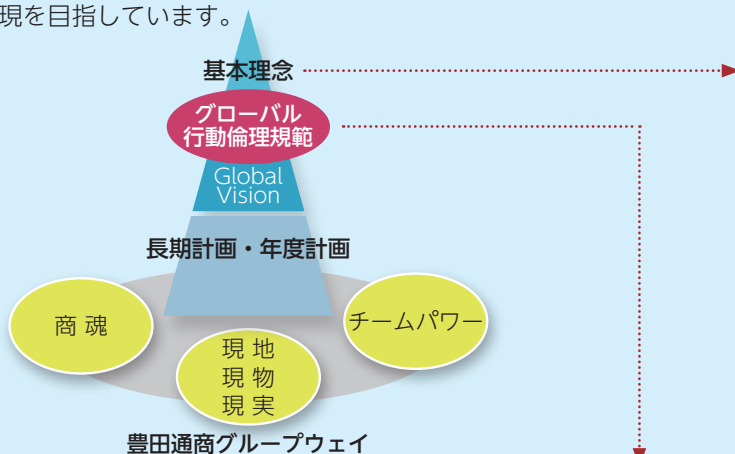 現を目指しています。
基本理念
グローバル
行動倫理規範
Global
Vision
長期計画・年度計画
商 魂
チームパワー
現 地
現 物
現 実
豊田通商グループウェイ